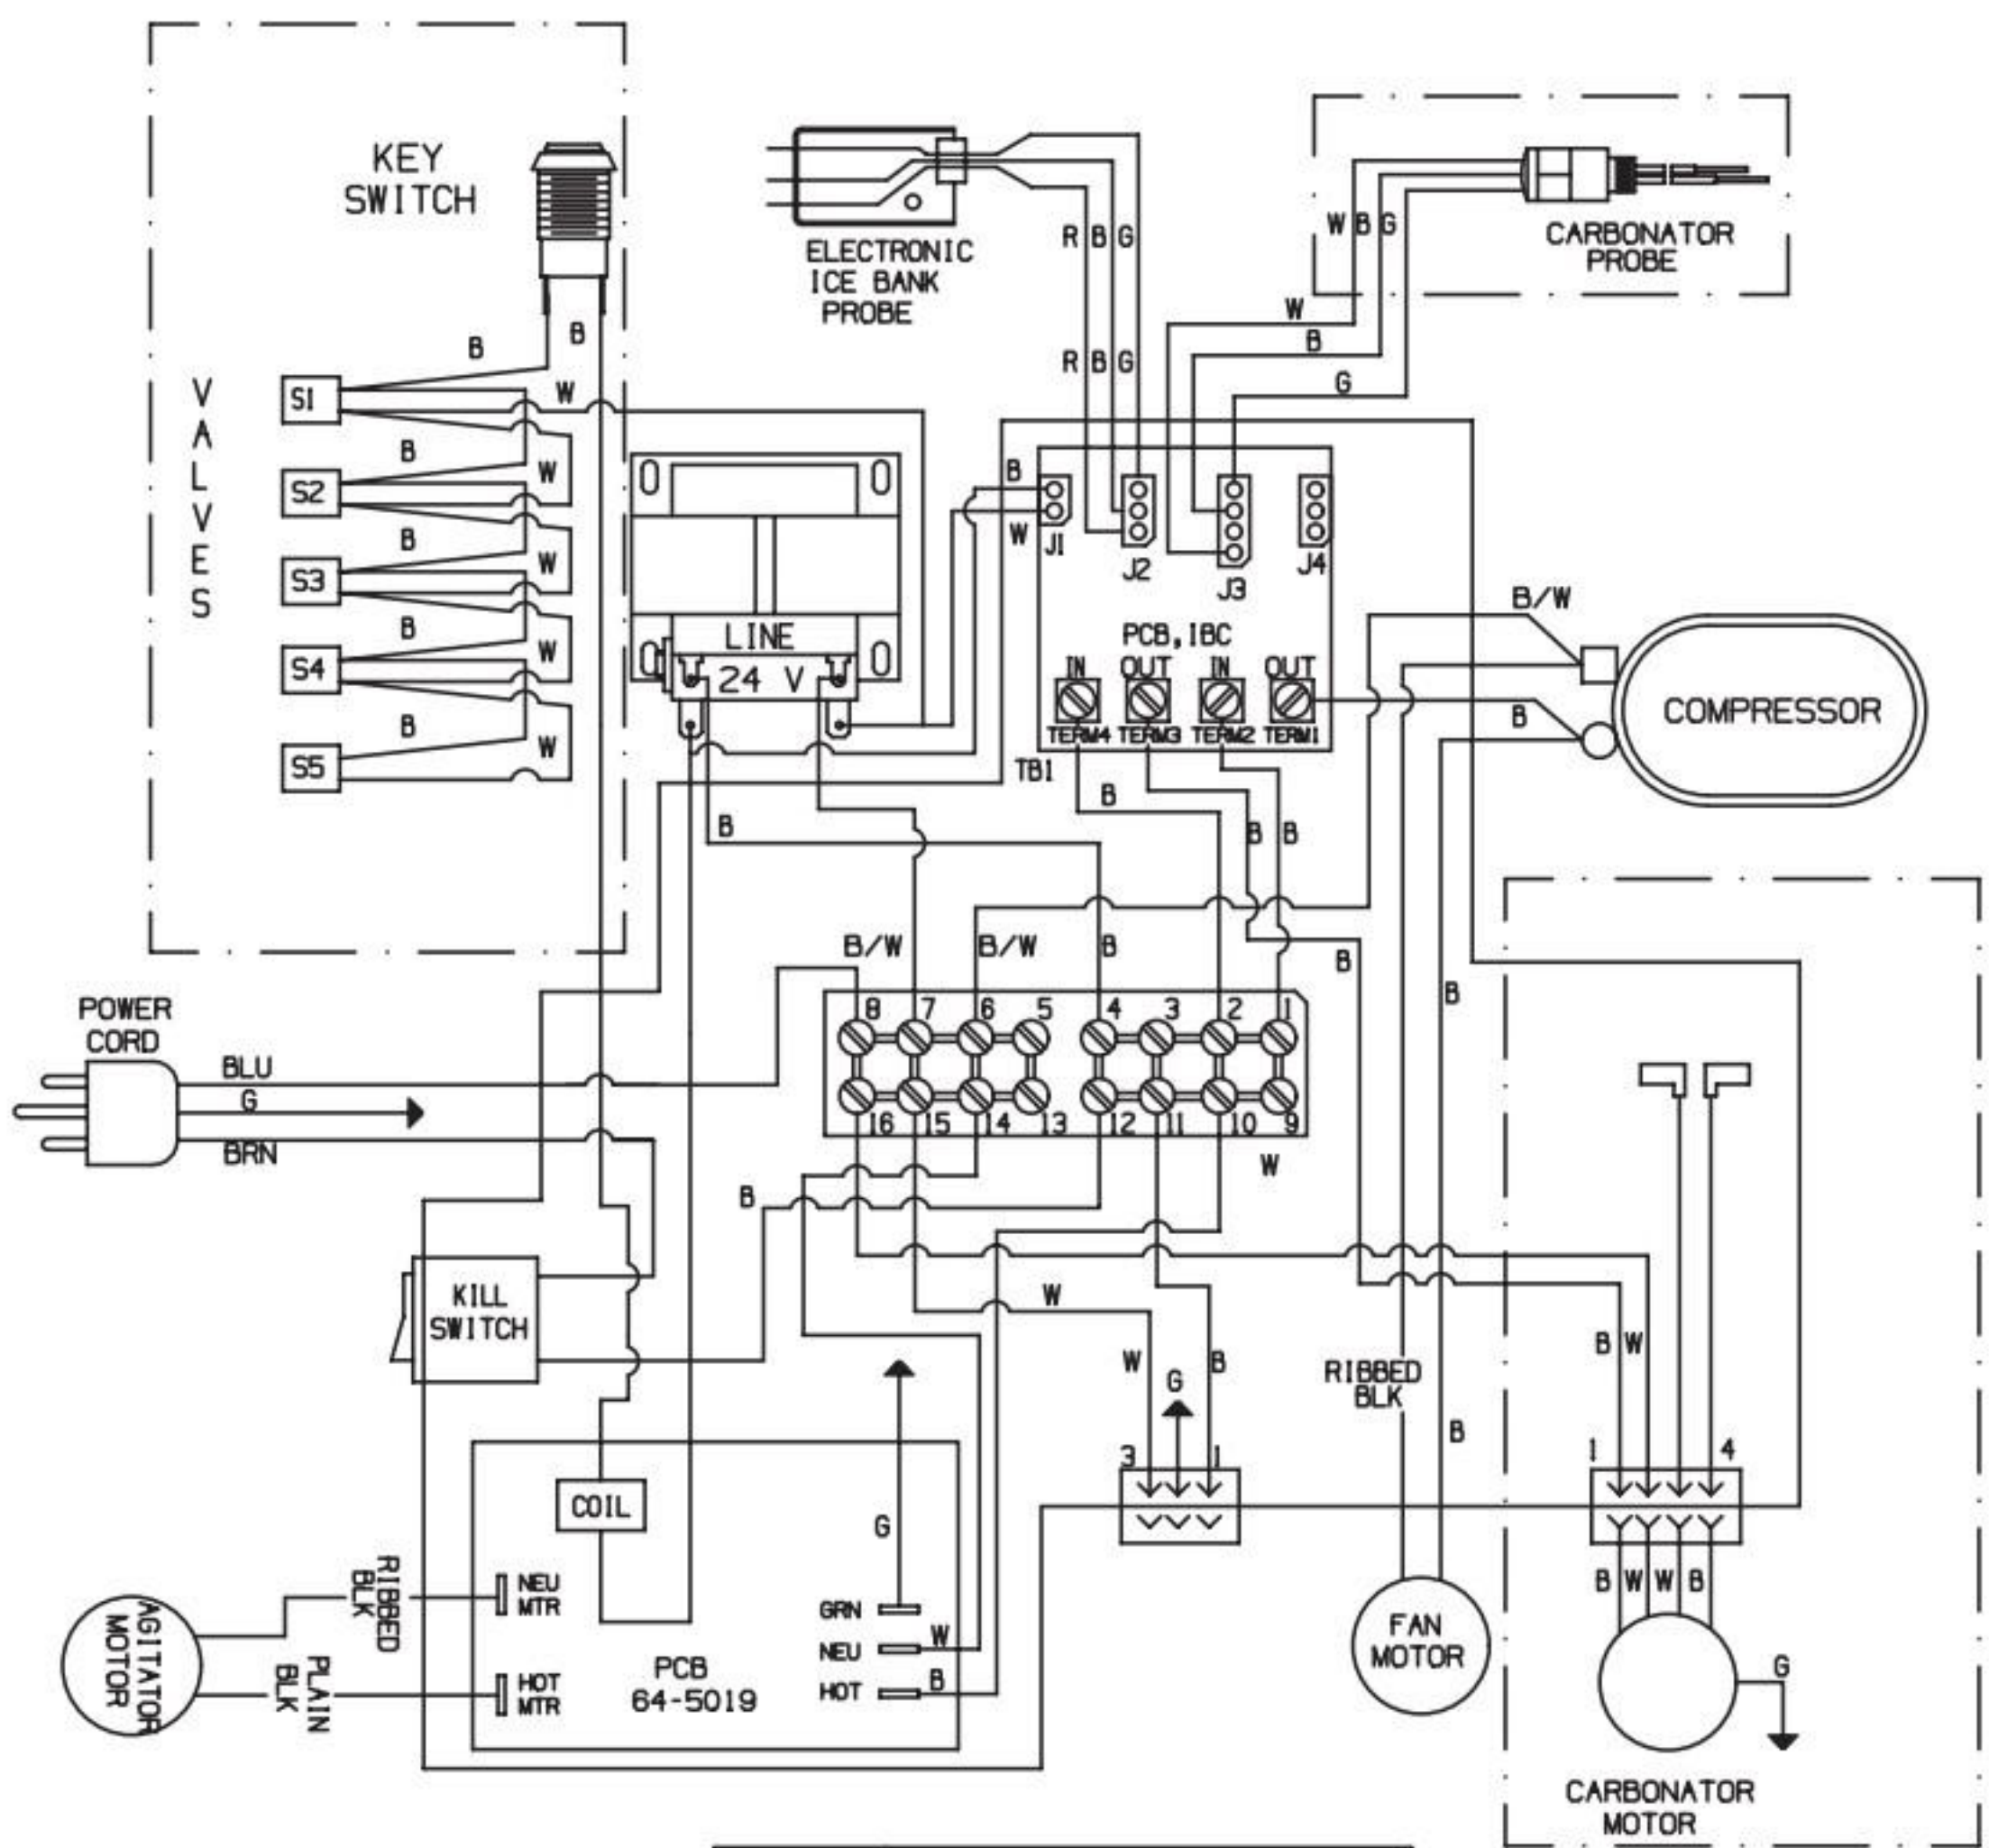 KEY
SWITCH
B
B
V
A
L
V
E
S
S1
W
B
S2
W
B
S3
W
B
S4
W
B
S5
W
ELECTRONIC
ICE BANK
PROBE
R B G
R B G
W B G
CARBONATOR
PROBE
W
B
G
B
W
J1
J2
J3
J4
PCB, IBC
IN
OUT
IN
OUT
TERM4
TERM3
TERM2
TERM1
TB1
LINE
24 V
B/W
B
COMPRESSOR
B
B
B
B
B/W
B/W
B
B
B
8
7
6
5
4
3
2
1
16
15
14
13
12
11
10
9
W
POWER
CORD
BLU
G
BRN
B
KILL
SWITCH
W
W
G
B
3
1
RIBBED
BLK
B
B W
1
4
B W W B
G
CARBONATOR
MOTOR
FAN
MOTOR
COIL
G
NEU
MTR
HOT
MTR
GRN
NEU
HOT
W
B
PCB
64-5019
RIBBED
BLK
PLAIN
BLK
AGITATOR
MOTOR